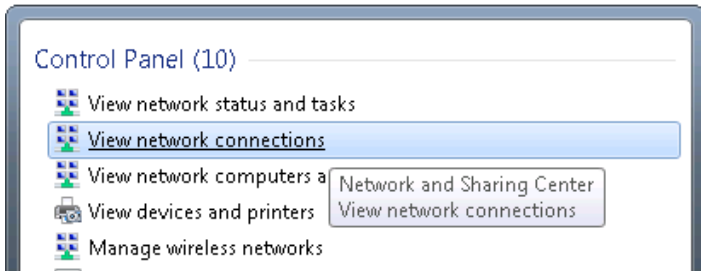 Control Panel (10)
View network status and tasks
View network connections
View network computers a
Network and Sharing Center
View network connections
View devices and printers
Manage wireless networks